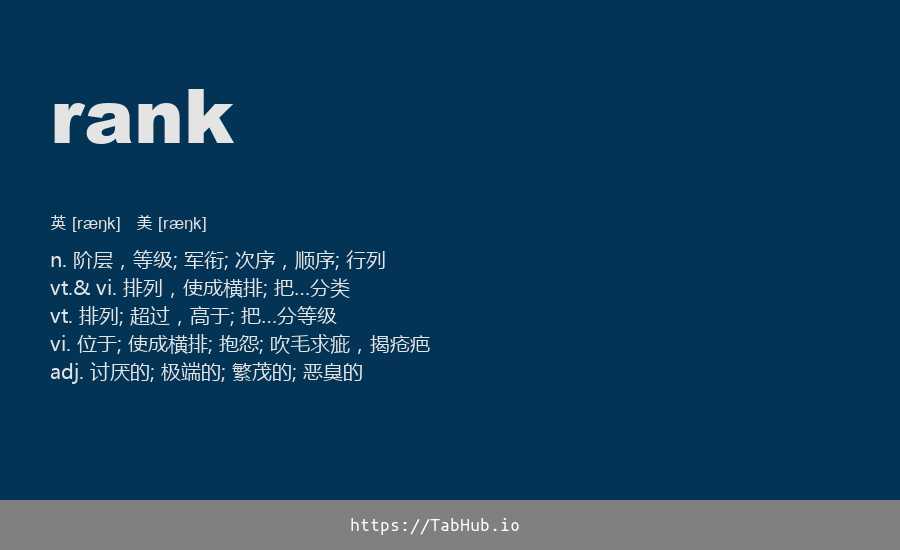 rank
英 [ræŋk] 美 [ræŋk]
n. 阶层，等级; 军衔; 次序，顺序; 行列
vt.& vi. 排列，使成横排; 把…分类
vt. 排列; 超过，高于; 把…分等级
vi. 位于; 使成横排; 抱怨; 吹毛求疵，揭疮疤
adj. 讨厌的; 极端的; 繁茂的; 恶臭的
https://TabHub.io